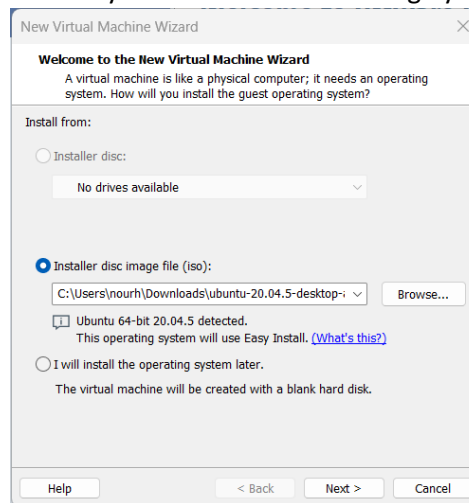 New Virtual Machine Wizard
Welcome to the New Virtual Machine Wizard
A virtual machine is like a physical computer; it needs an operating
system. How will you install the guest operating system?
Install from:
Installer disc:
No drives available
Installer disc image file (iso):
C:\Users\nourh\Downloads\ubuntu-20.04.5-desktop-
Browse...
Ubuntu 64-bit 20.04.5 detected.
This operating system will use Easy Install. (What's this?)
I will install the operating system later.
The virtual machine will be created with a blank hard disk.
Help
< Back
Next >
Cancel